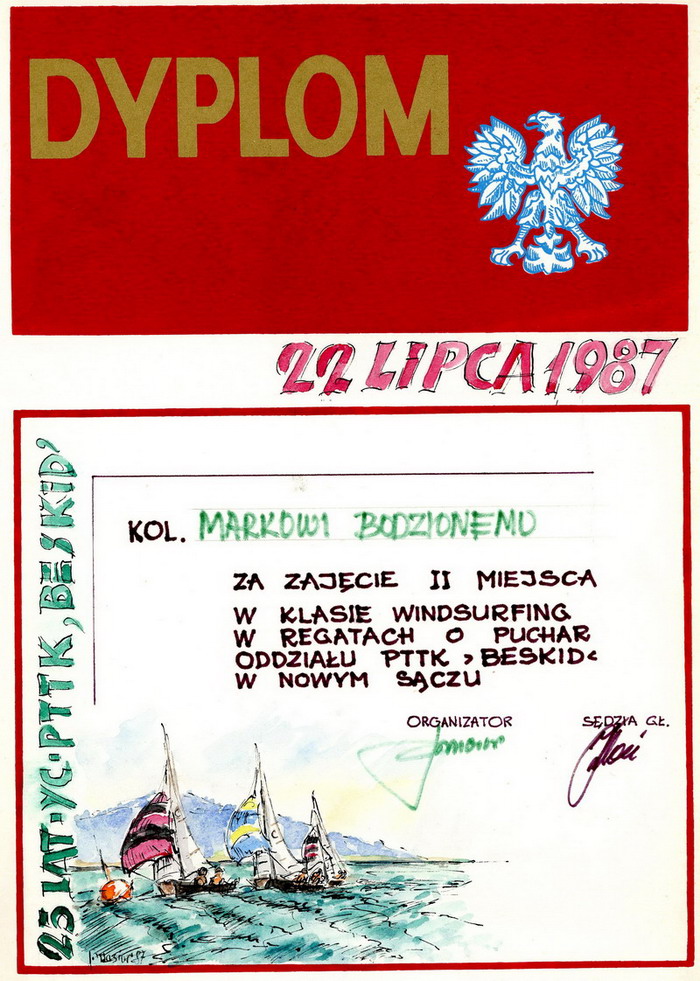 DYPLOM
22 LIPCA 1987
25 LAT·YC·PTTK, BESKID'
KOL. MARKOWI BODZIONEMU
ZA ZAJĘCIE II MIEJSCA
W KLASIE WINDSURFING
W REGATACH O PUCHAR
ODDZIAŁU PTTK >BESKID<
W NOWYM SĄCZU
ORGANIZATOR
SĘDZIA GŁ.